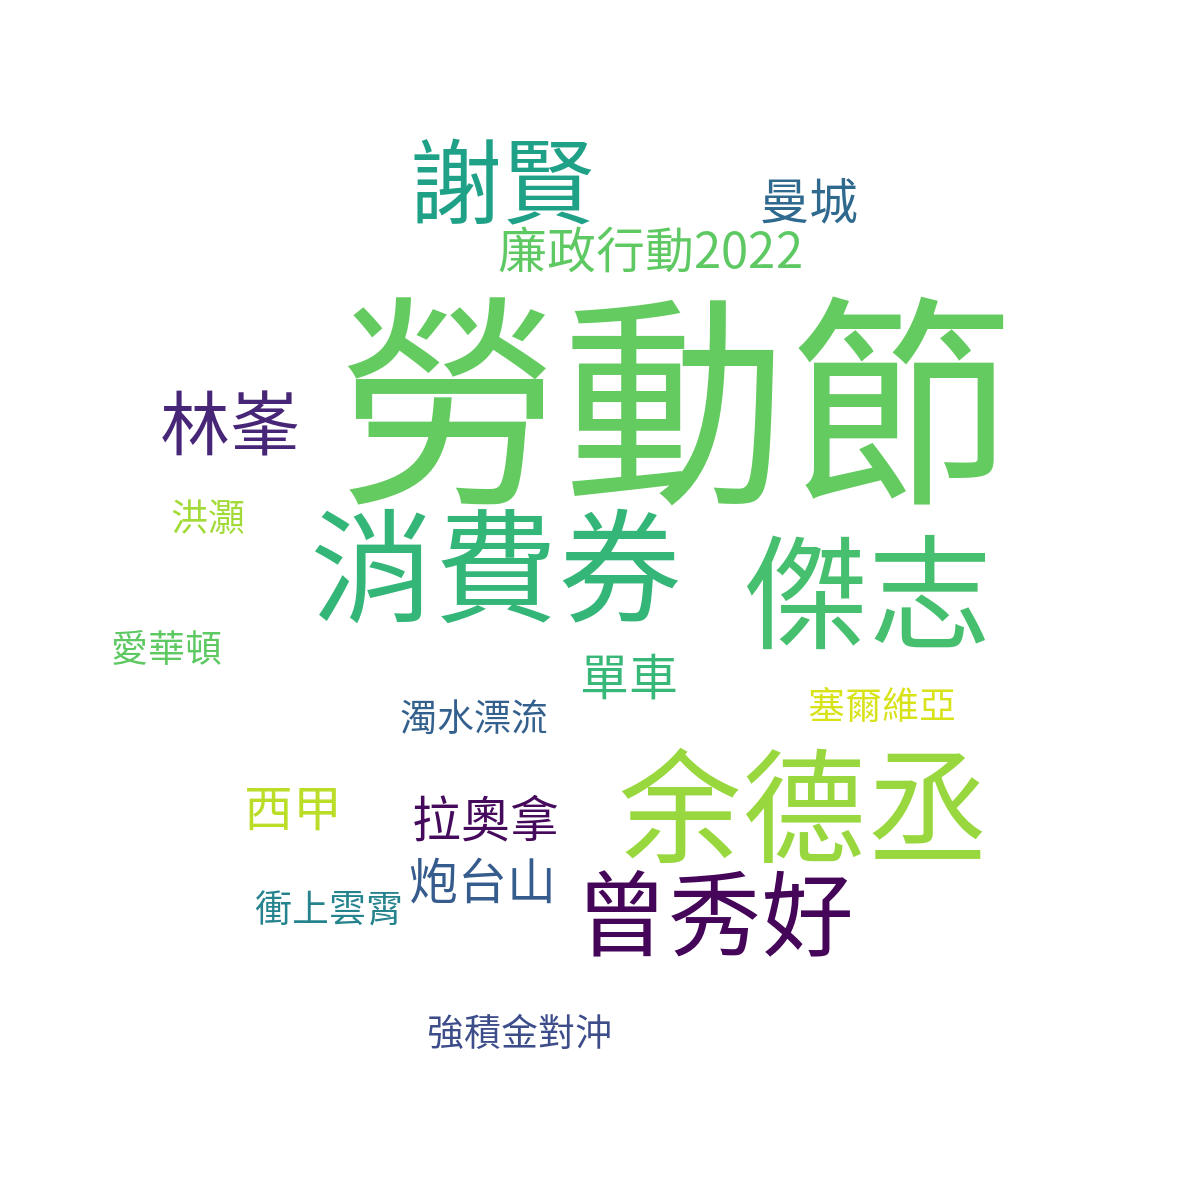 謝賢
曼城
廉政行動2022
勞動節
林峯
洪灝
消費券
傑志
愛華頓
單車
塞爾維亞
濁水漂流
余德丞
西甲
拉奧拿
炮台山
曾秀好
衝上雲霄
強積金對沖